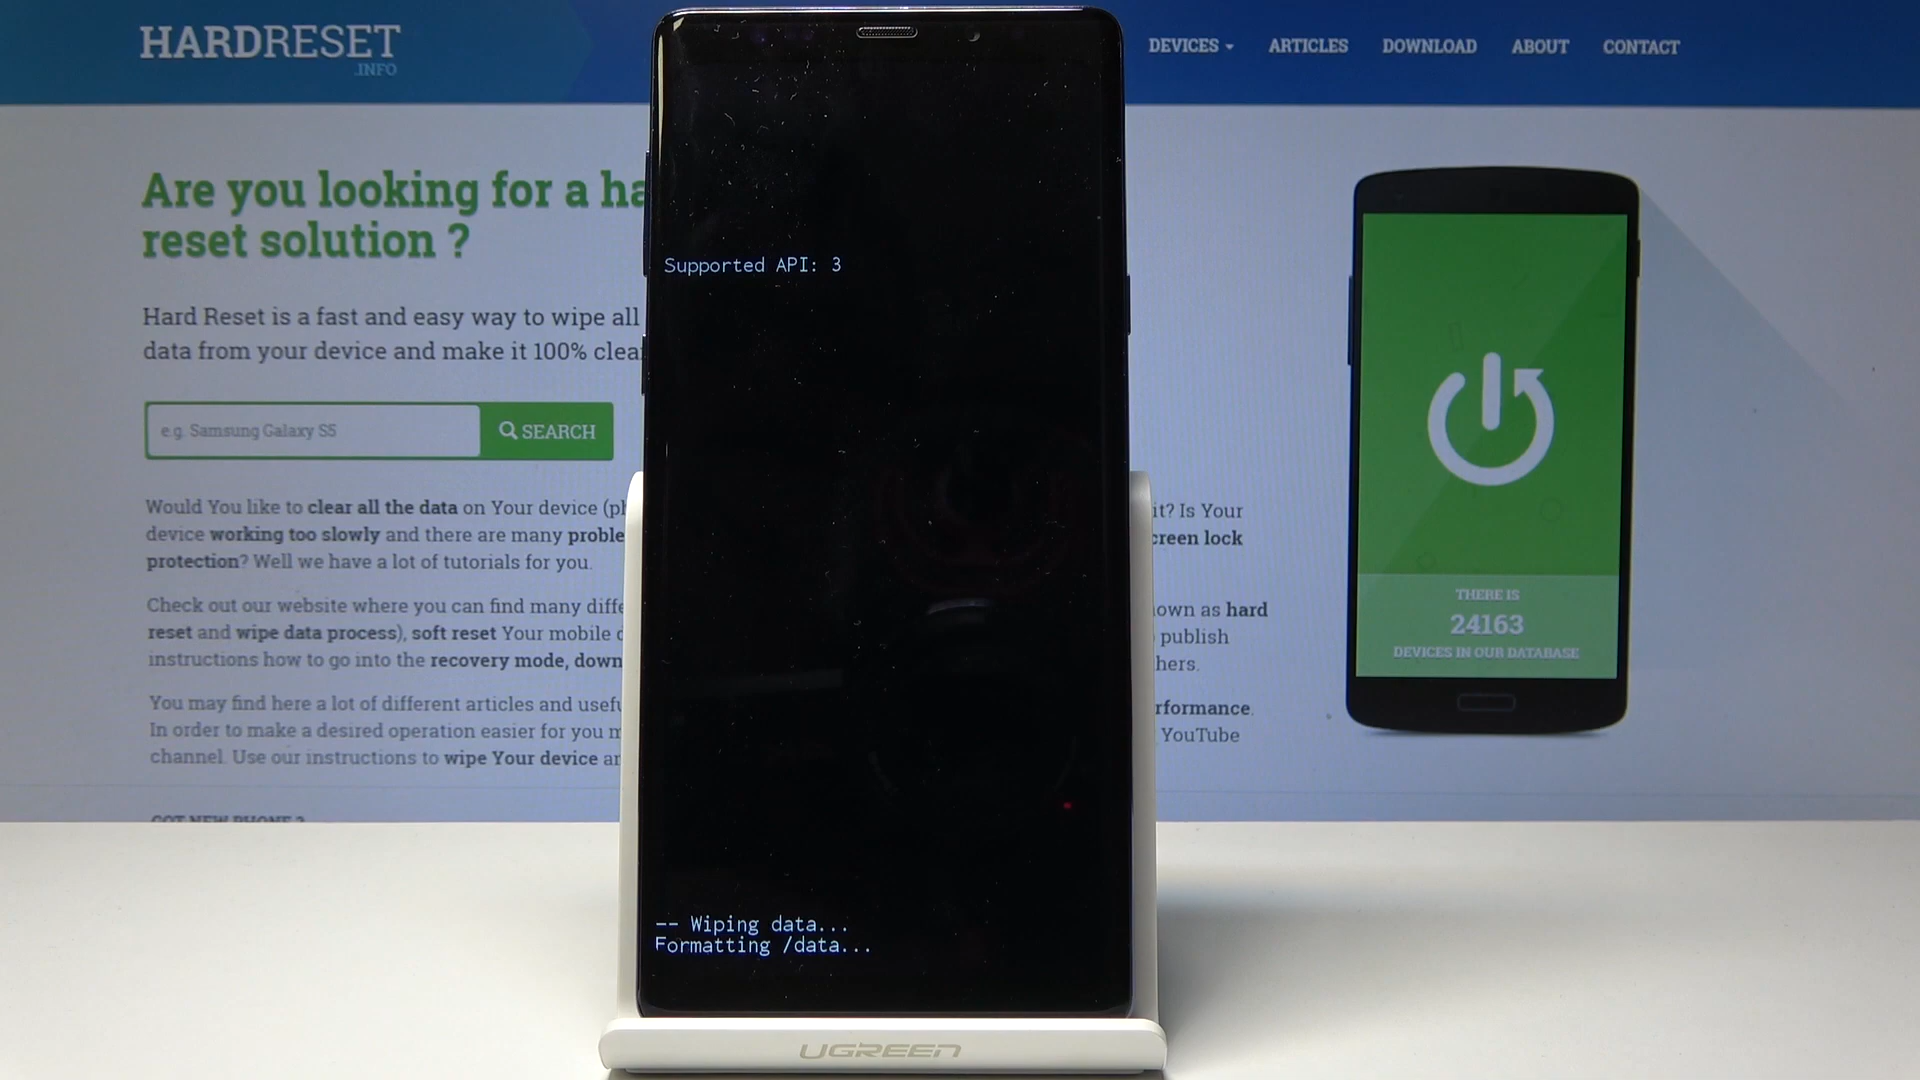 HARDRESET
.INFO
DEVICES ARTICLES DOWNLOAD ABOUT CONTACT
Are you looking for a ha
reset solution ?
Hard Reset is a fast and easy way to wipe all
data from your device and make it 100% clea
e.g. Samsung Galaxy S5
SEARCH
Would You like to clear all the data on Your device (ph
it? Is Your
device working too slowly and there are many proble
creen lock
protection? Well we have a lot of tutorials for you.
Check out our website where you can find many diffe
own as hard
reset and wipe data process), soft reset Your mobile d
publish
instructions how to go into the recovery mode, down
hers.
You may find here a lot of different articles and usefu
rformance.
In order to make a desired operation easier for you m
YouTube
channel. Use our instructions to wipe Your device an
GOT NEW PHONE ?
Supported API: 3
-- Wiping data...
Formatting /data...
THERE IS
24163
DEVICES IN OUR DATABASE
UGREEN